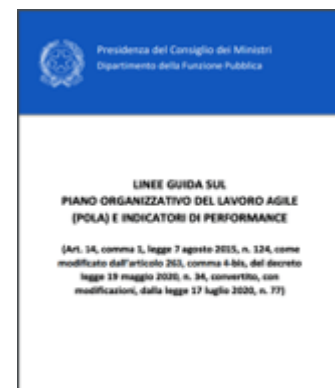 Presidenza del Consiglio dei Ministri
Dipartimento della Funzione Pubblica
LINEE GUIDA SUL
PIANO ORGANIZZATIVO DEL LAVORO AGILE
(POLA) E INDICATORI DI PERFORMANCE
(Art. 14, comma 1, legge 7 agosto 2015, n. 124, come
modificato dall'articolo 263, comma 4-bis, del decreto
legge 19 maggio 2020, n. 34, convertito, con
modificazioni, dalla legge 17 luglio 2020, n. 77)